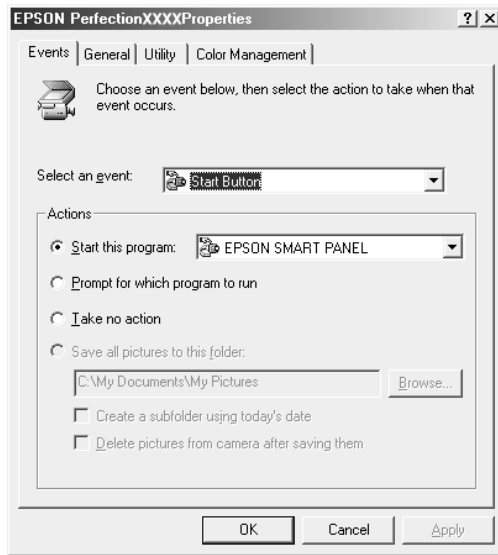 EPSON PerfectionXXXXProperties
Events General Utility Color Management
Choose an event below, then select the action to take when that
event occurs.
Select an event: Start Button
Actions
Start this program: EPSON SMART PANEL
Prompt for which program to run
Take no action
Save all pictures to this folder:
C:\My Documents\My Pictures Browse...
Create a subfolder using today's date
Delete pictures from camera after saving them
OK Cancel Apply